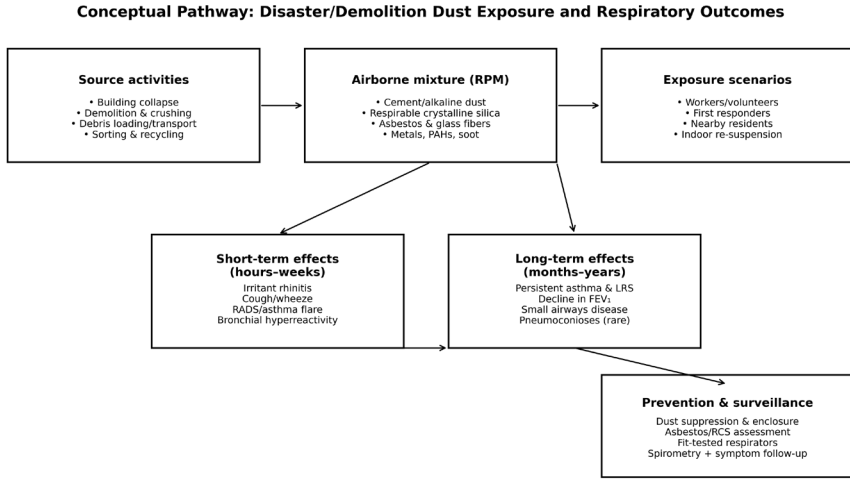 Conceptual Pathway: Disaster/Demolition Dust Exposure and Respiratory Outcomes
Source activities
• Building collapse
• Demolition & crushing
• Debris loading/transport
• Sorting & recycling
Airborne mixture (RPM)
• Cement/alkaline dust
• Respirable crystalline silica
• Asbestos & glass fibers
• Metals, PAHs, soot
Exposure scenarios
• Workers/volunteers
• First responders
• Nearby residents
• Indoor re-suspension
Short-term effects
(hours–weeks)
Irritant rhinitis
Cough/wheeze
RADS/asthma flare
Bronchial hyperreactivity
Long-term effects
(months–years)
Persistent asthma & LRS
Decline in FEV₁
Small airways disease
Pneumoconioses (rare)
Prevention & surveillance
Dust suppression & enclosure
Asbestos/RCS assessment
Fit-tested respirators
Spirometry + symptom follow-up